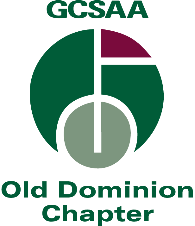 GCSAA
Old Dominion
Chapter